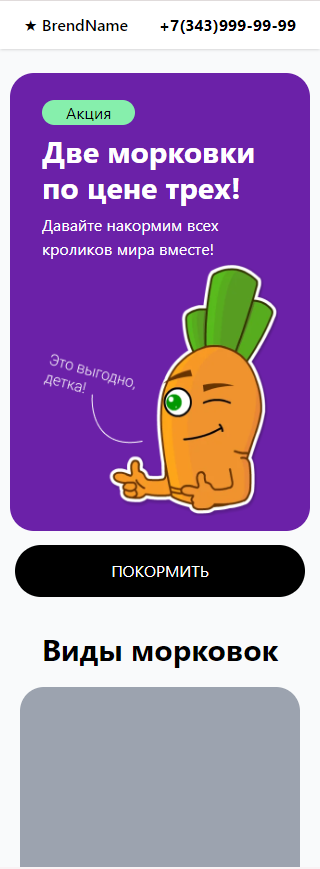 ★ BrendName
+7(343)999-99-99
Акция
Две морковки
по цене трех!
Давайте накормим всех
кроликов мира вместе!
Это выгодно,
детка!
ПОКОРМИТЬ
Виды морковок